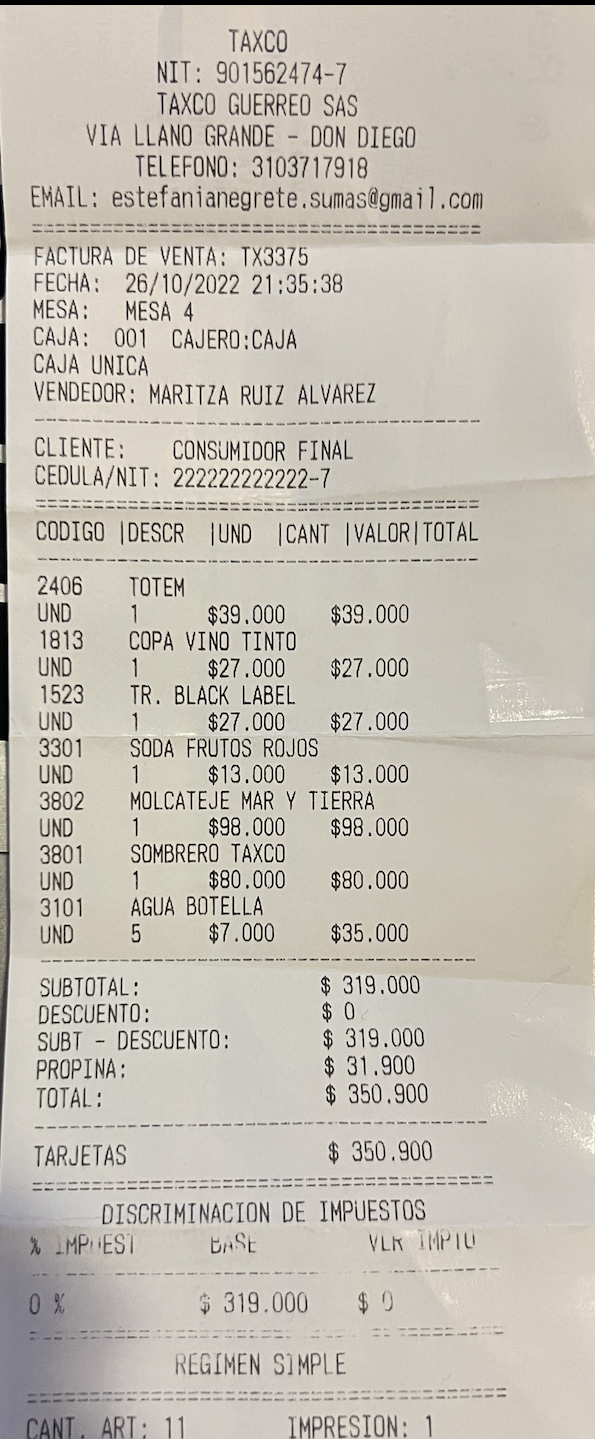 TAXCO
NIT: 901562474-7
TAXCO GUERREO SAS
VIA LLANO GRANDE - DON DIEGO
TELEFONO: 3103717918
EMAIL: estefanianegrete.sumas@gmail.com
FACTURA DE VENTA: TX3375
FECHA: 26/10/2022 21:35:38
MESA: MESA 4
CAJA: 001 CAJERO:CAJA
CAJA UNICA
VENDEDOR: MARITZA RUIZ ALVAREZ
CLIENTE: CONSUMIDOR FINAL
CEDULA/NIT: 222222222222-7
CODIGO |DESCR |UND |CANT |VALOR|TOTAL
2406 TOTEM
UND 1 $39.000 $39.000
1813 COPA VINO TINTO
UND 1 $27.000 $27.000
1523 TR. BLACK LABEL
UND 1 $27.000 $27.000
3301 SODA FRUTOS ROJOS
UND 1 $13.000 $13.000
3802 MOLCATEJE MAR Y TIERRA
UND 1 $98.000 $98.000
3801 SOMBRERO TAXCO
UND 1 $80.000 $80.000
3101 AGUA BOTELLA
UND 5 $7.000 $35.000
SUBTOTAL: $ 319.000
DESCUENTO: $ 0
SUBT - DESCUENTO: $ 319.000
PROPINA: $ 31.900
TOTAL: $ 350.900
TARJETAS $ 350.900
DISCRIMINACION DE IMPUESTOS
% IMPUEST BASE VLR IMPTO
0 % $ 319.000 $ 0
REGIMEN SIMPLE
CANT. ART: 11 IMPRESION: 1